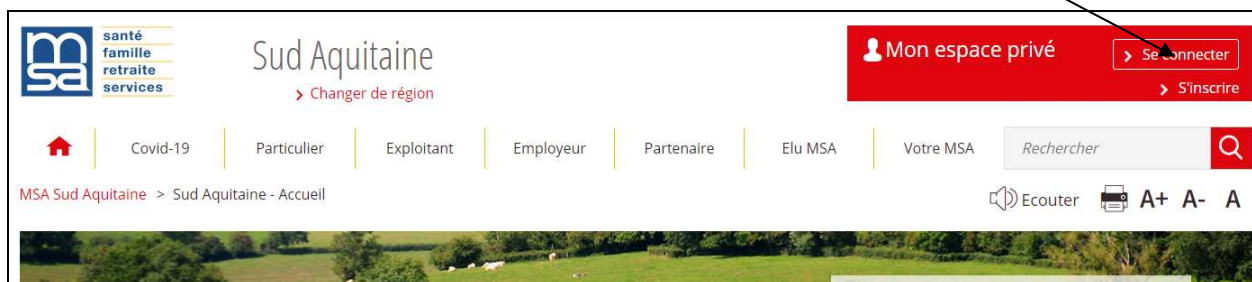 msa
santé
famille
retraite
services
Sud Aquitaine
> Changer de région
Mon espace privé
> Se connecter
> S'inscrire
Covid-19 Particulier Exploitant Employeur Partenaire Elu MSA Votre MSA Rechercher
MSA Sud Aquitaine > Sud Aquitaine - Accueil
Ecouter A+ A- A